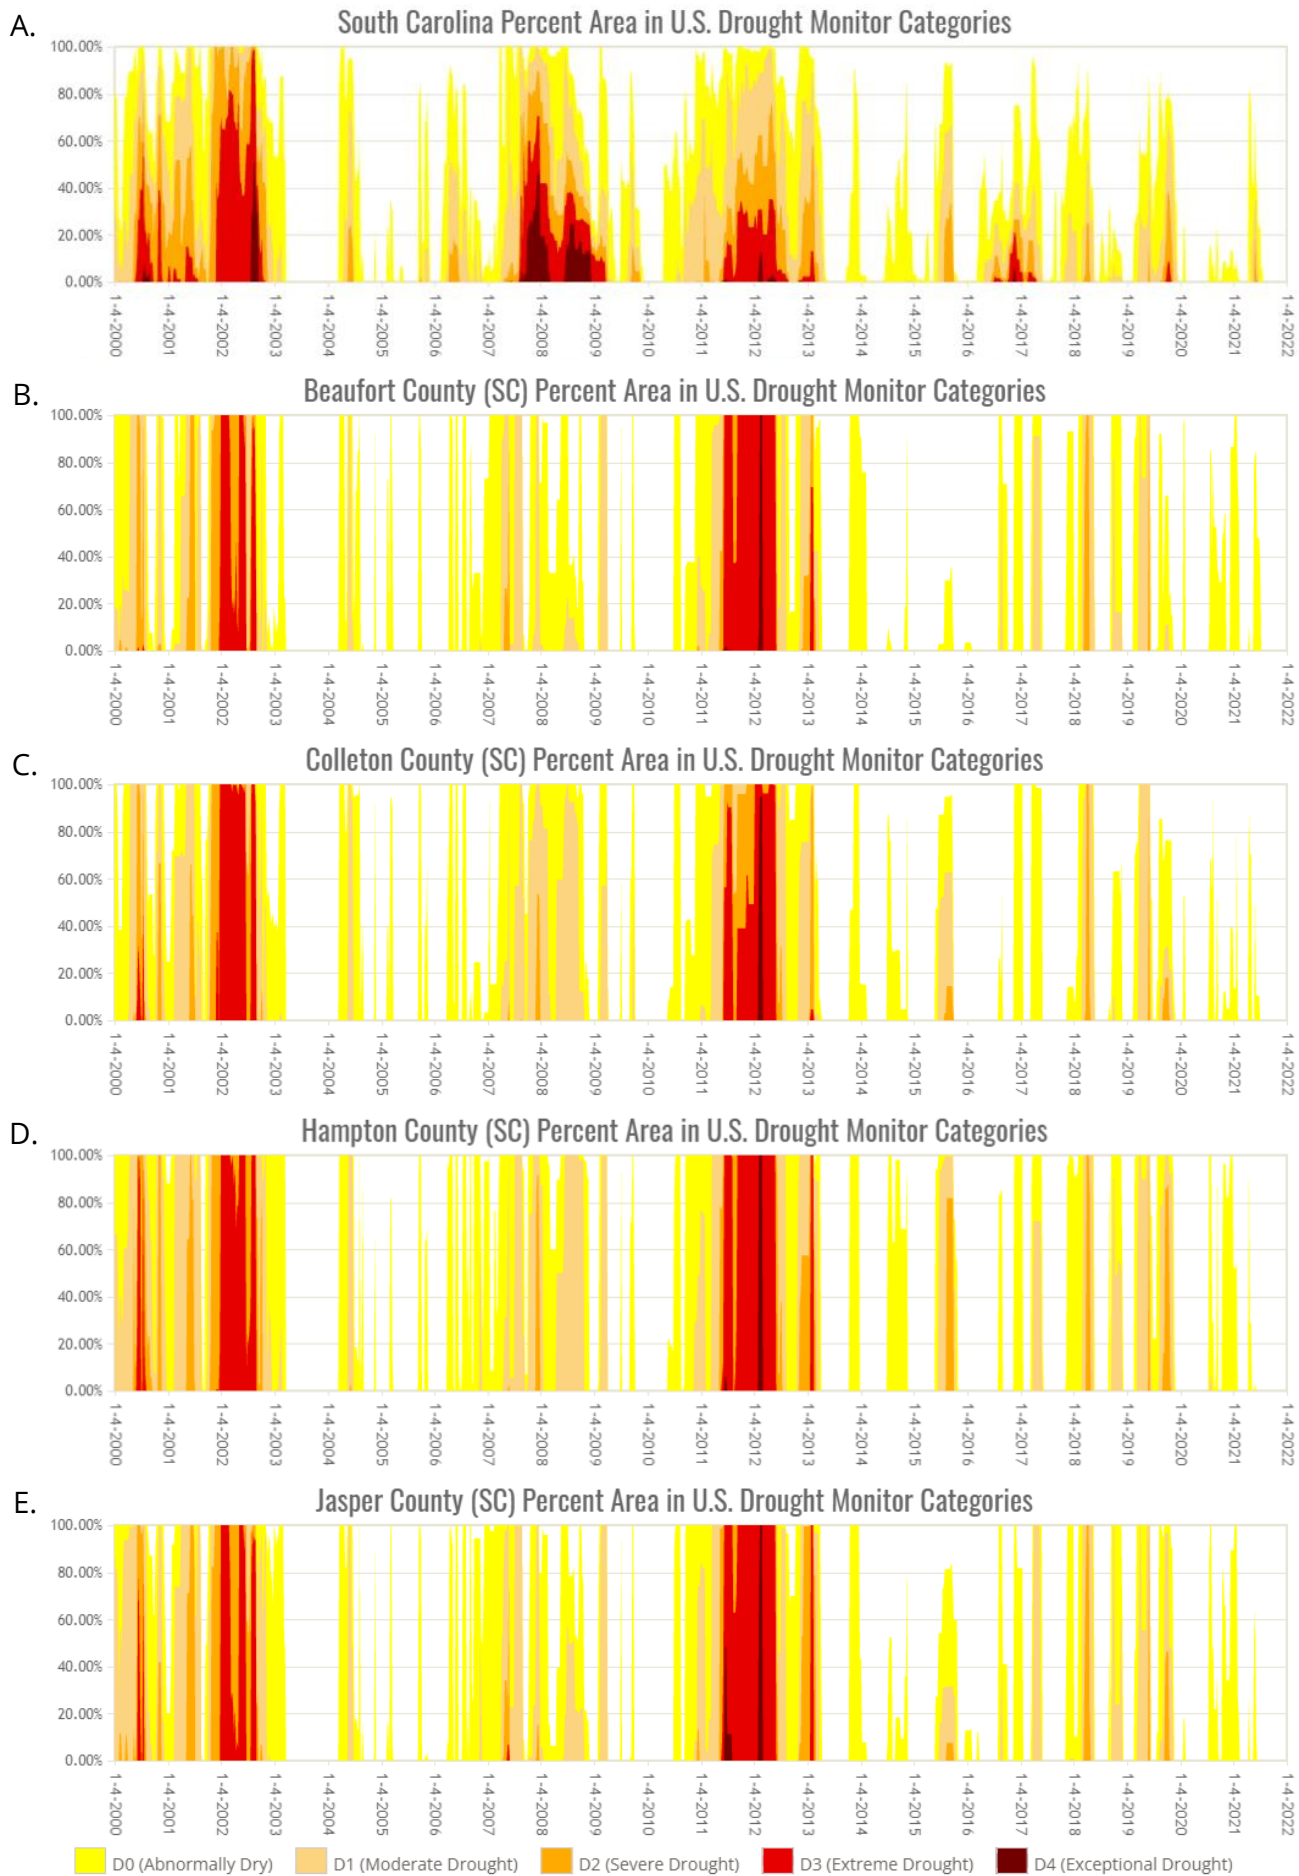 A.
South Carolina Percent Area in U.S. Drought Monitor Categories
100.00%
80.00%
60.00%
40.00%
20.00%
0.00%
1-4-2000 1-4-2001 1-4-2002 1-4-2003 1-4-2004 1-4-2005 1-4-2006 1-4-2007 1-4-2008 1-4-2009 1-4-2010 1-4-2011 1-4-2012 1-4-2013 1-4-2014 1-4-2015 1-4-2016 1-4-2017 1-4-2018 1-4-2019 1-4-2020 1-4-2021 1-4-2022
B.
Beaufort County (SC) Percent Area in U.S. Drought Monitor Categories
100.00%
80.00%
60.00%
40.00%
20.00%
0.00%
1-4-2000 1-4-2001 1-4-2002 1-4-2003 1-4-2004 1-4-2005 1-4-2006 1-4-2007 1-4-2008 1-4-2009 1-4-2010 1-4-2011 1-4-2012 1-4-2013 1-4-2014 1-4-2015 1-4-2016 1-4-2017 1-4-2018 1-4-2019 1-4-2020 1-4-2021 1-4-2022
C.
Colleton County (SC) Percent Area in U.S. Drought Monitor Categories
100.00%
80.00%
60.00%
40.00%
20.00%
0.00%
1-4-2000 1-4-2001 1-4-2002 1-4-2003 1-4-2004 1-4-2005 1-4-2006 1-4-2007 1-4-2008 1-4-2009 1-4-2010 1-4-2011 1-4-2012 1-4-2013 1-4-2014 1-4-2015 1-4-2016 1-4-2017 1-4-2018 1-4-2019 1-4-2020 1-4-2021 1-4-2022
D.
Hampton County (SC) Percent Area in U.S. Drought Monitor Categories
100.00%
80.00%
60.00%
40.00%
20.00%
0.00%
1-4-2000 1-4-2001 1-4-2002 1-4-2003 1-4-2004 1-4-2005 1-4-2006 1-4-2007 1-4-2008 1-4-2009 1-4-2010 1-4-2011 1-4-2012 1-4-2013 1-4-2014 1-4-2015 1-4-2016 1-4-2017 1-4-2018 1-4-2019 1-4-2020 1-4-2021 1-4-2022
E.
Jasper County (SC) Percent Area in U.S. Drought Monitor Categories
100.00%
80.00%
60.00%
40.00%
20.00%
0.00%
1-4-2000 1-4-2001 1-4-2002 1-4-2003 1-4-2004 1-4-2005 1-4-2006 1-4-2007 1-4-2008 1-4-2009 1-4-2010 1-4-2011 1-4-2012 1-4-2013 1-4-2014 1-4-2015 1-4-2016 1-4-2017 1-4-2018 1-4-2019 1-4-2020 1-4-2021 1-4-2022
D0 (Abnormally Dry) D1 (Moderate Drought) D2 (Severe Drought) D3 (Extreme Drought) D4 (Exceptional Drought)